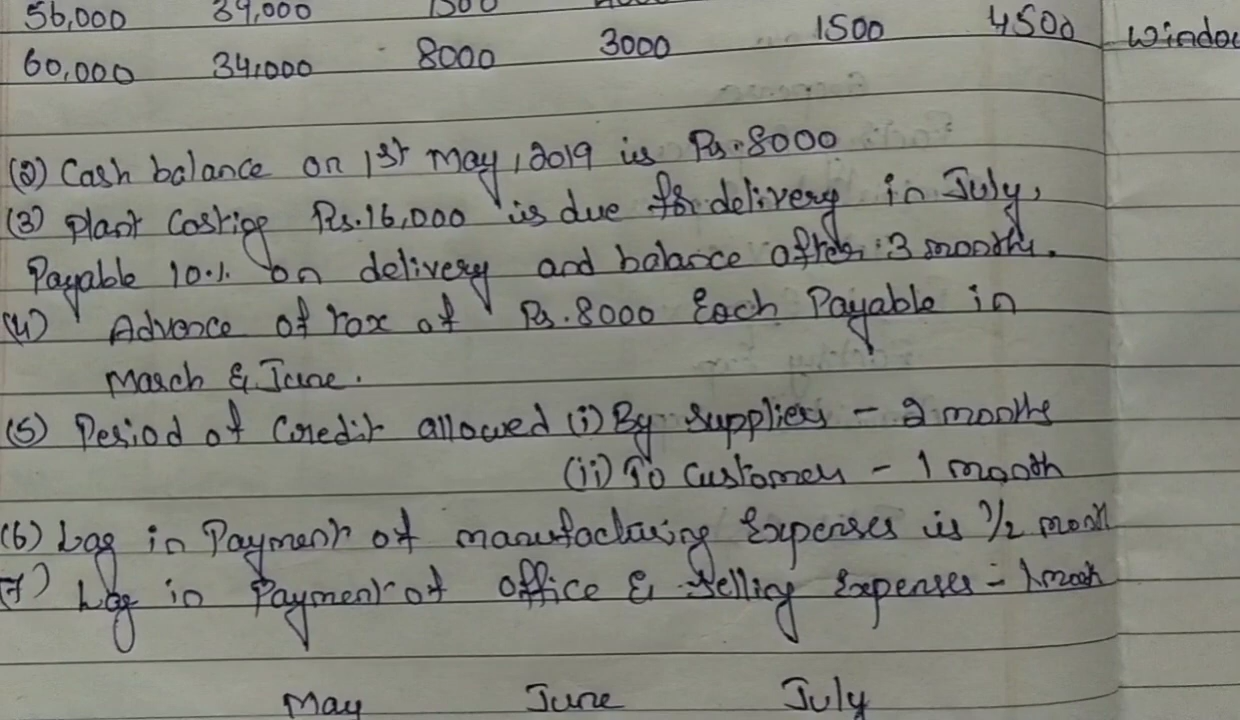 56,000 39,000 1500
60,000 34,000 8000 3000 1500 4500
(2) Cash balance on 1st May, 2019 is Rs. 8000
(3) Plant Costing Rs. 16,000 is due for delivery in July,
Payable 10% on delivery and balance after 3 months.
(4) Advance of Tax of Rs. 8000 Each Payable in
March & June.
(5) Period of Credit allowed (i) By Suppliers - 2 months
(ii) To Customers - 1 month
(6) Lag in Payment of manufacturing Expenses is 1/2 month
(7) Lag in Payment of office & Selling Expenses - 1 month
May June July